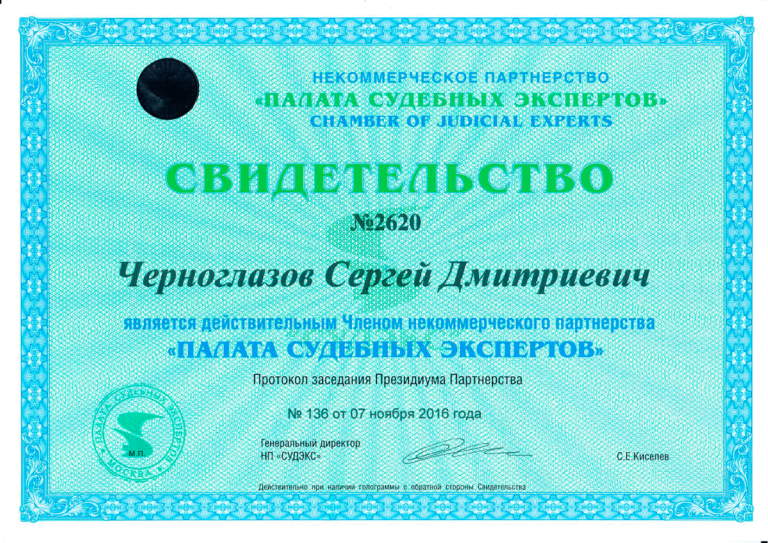 НЕКОММЕРЧЕСКОЕ ПАРТНЕРСТВО
«ПАЛАТА СУДЕБНЫХ ЭКСПЕРТОВ»
CHAMBER OF JUDICIAL EXPERTS
СВИДЕТЕЛЬСТВО
№2620
Черноглазов Сергей Дмитриевич
является действительным Членом некоммерческого партнерства
«ПАЛАТА СУДЕБНЫХ ЭКСПЕРТОВ»
Протокол заседания Президиума Партнерства
№ 136 от 07 ноября 2016 года
ПАЛАТА СУДЕБНЫХ ЭКСПЕРТОВ
М.П.
МОСКВА
Генеральный директор
НП «СУДЭКС»
С.Е.Киселев
Действительно при наличии голограммы с обратной стороны Свидетельства